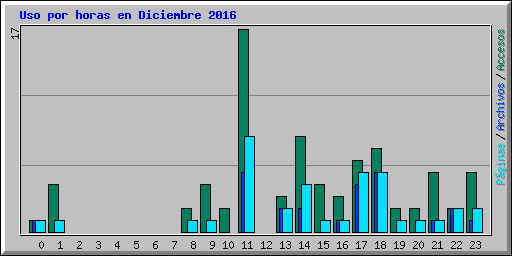 Uso por horas en Diciembre 2016
17
Páginas/Archivos/Accesos
0 1 2 3 4 5 6 7 8 9 10 11 12 13 14 15 16 17 18 19 20 21 22 23